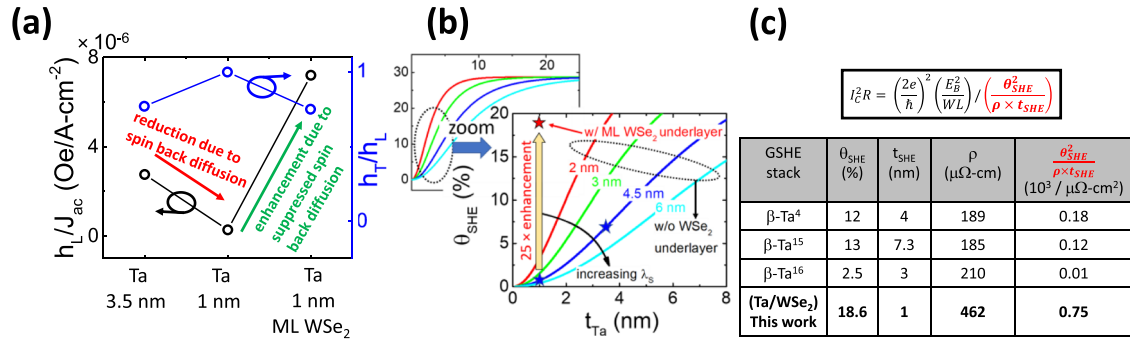 (a)
h_L/J_ac (Oe/A-cm⁻²)
×10⁻⁶
8
4
0
1
0
h_T/h_L
reduction due to
spin back diffusion
enhancement due to
suppressed spin
back diffusion
Ta
3.5 nm
Ta
1 nm
Ta
1 nm
ML WSe₂
(b)
10
20
30
20
10
0
zoom
20
15
10
5
0
θ_SHE (%)
w/ ML WSe₂
underlayer
2 nm
3 nm
4.5 nm
6 nm
25 × enhancement
w/o WSe₂
underlayer
increasing λ_S
0
2
4
6
8
t_Ta (nm)
(c)
I_C²R = (2e/ħ)² (E_B²/WL) / (θ²_SHE/ρ × t_SHE)
GSHE stack θ_SHE (%) t_SHE (nm) ρ (μΩ-cm) θ²_SHE/ρ×t_SHE (10³ / μΩ-cm²)
β-Ta⁴ 12 4 189 0.18
β-Ta¹⁵ 13 7.3 185 0.12
β-Ta¹⁶ 2.5 3 210 0.01
(Ta/WSe₂) This work 18.6 1 462 0.75